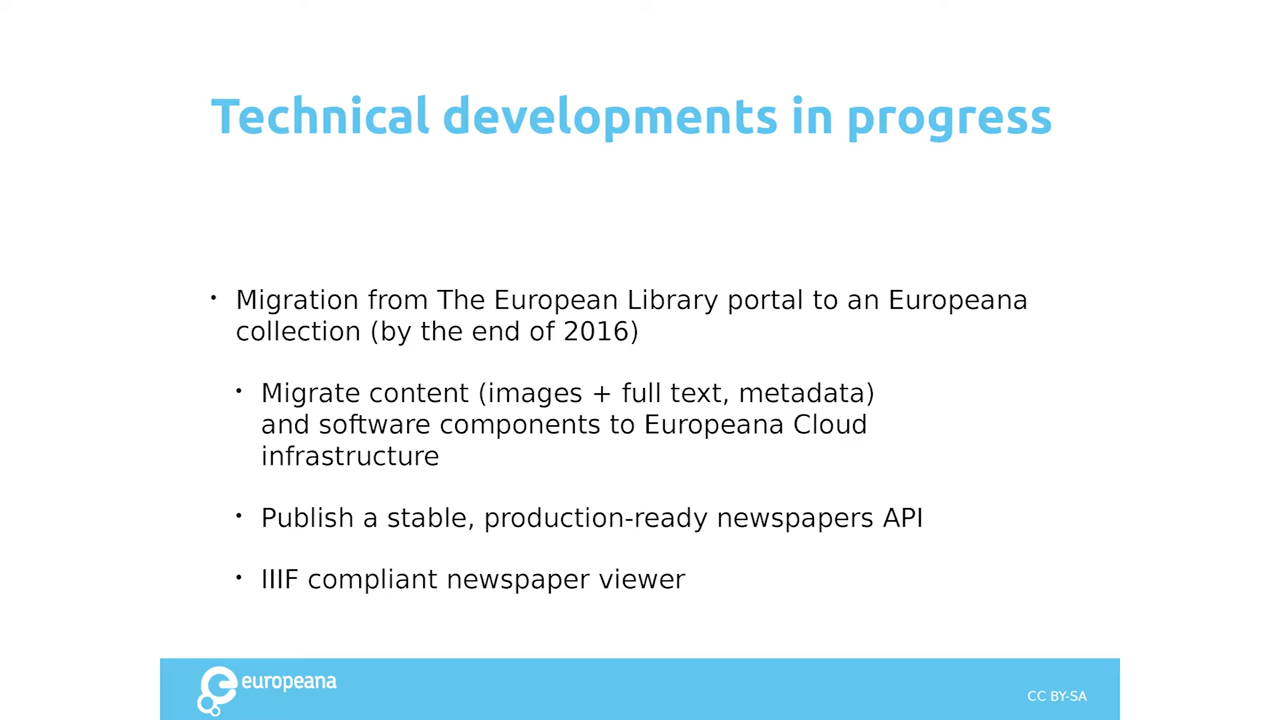 Technical developments in progress
• Migration from The European Library portal to an Europeana
collection (by the end of 2016)
• Migrate content (images + full text, metadata)
and software components to Europeana Cloud
infrastructure
• Publish a stable, production-ready newspapers API
• IIIF compliant newspaper viewer
europeana
CC BY-SA